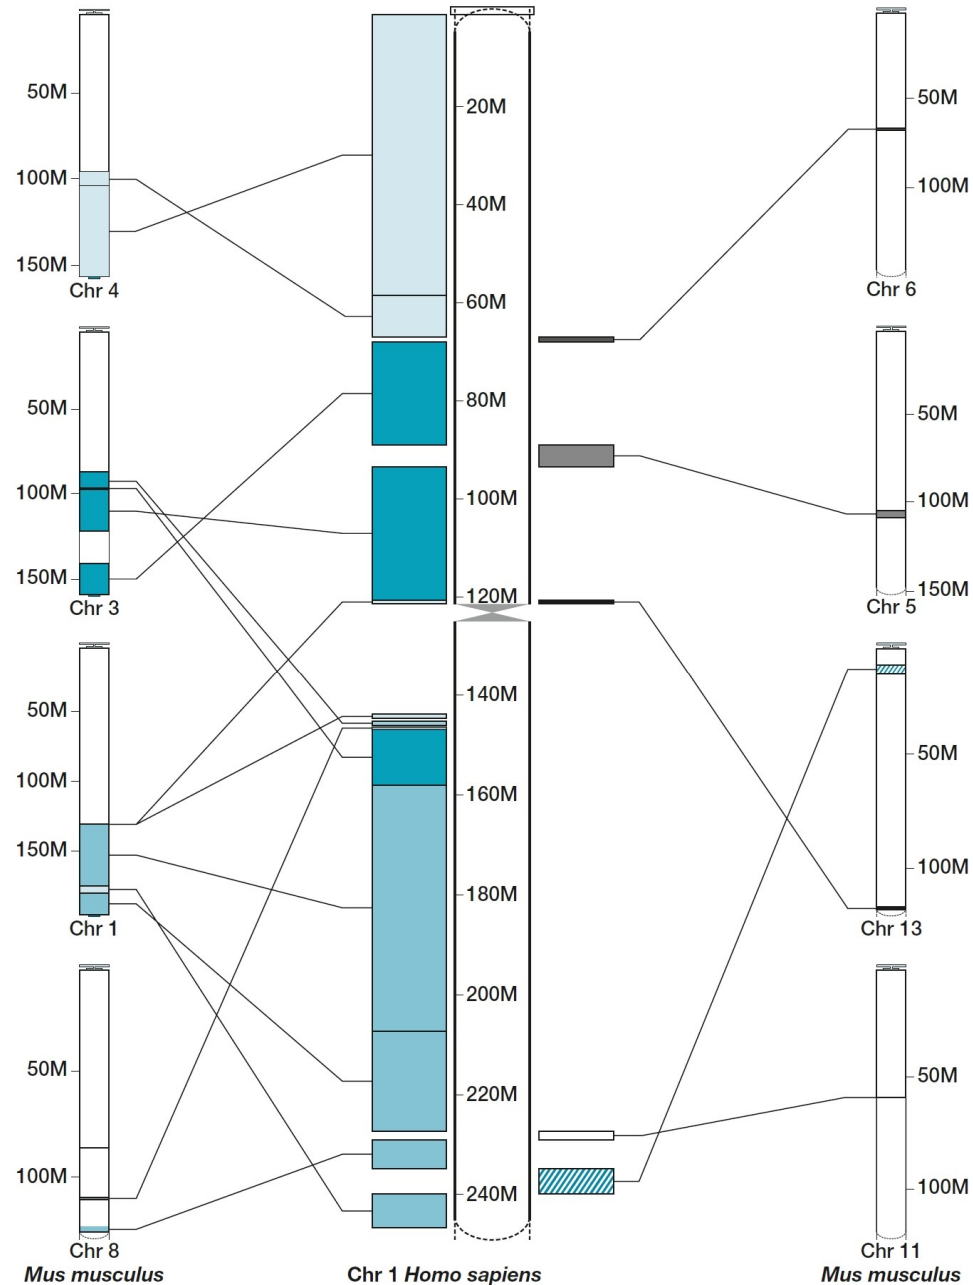 50M
100M
150M
Chr 4
50M
100M
150M
Chr 3
50M
100M
150M
Chr 1
50M
100M
Chr 8
Mus musculus
20M
40M
60M
80M
100M
120M
140M
160M
180M
200M
220M
240M
Chr 1 Homo sapiens
50M
100M
Chr 6
50M
100M
150M
Chr 5
50M
100M
Chr 13
50M
100M
Chr 11
Mus musculus